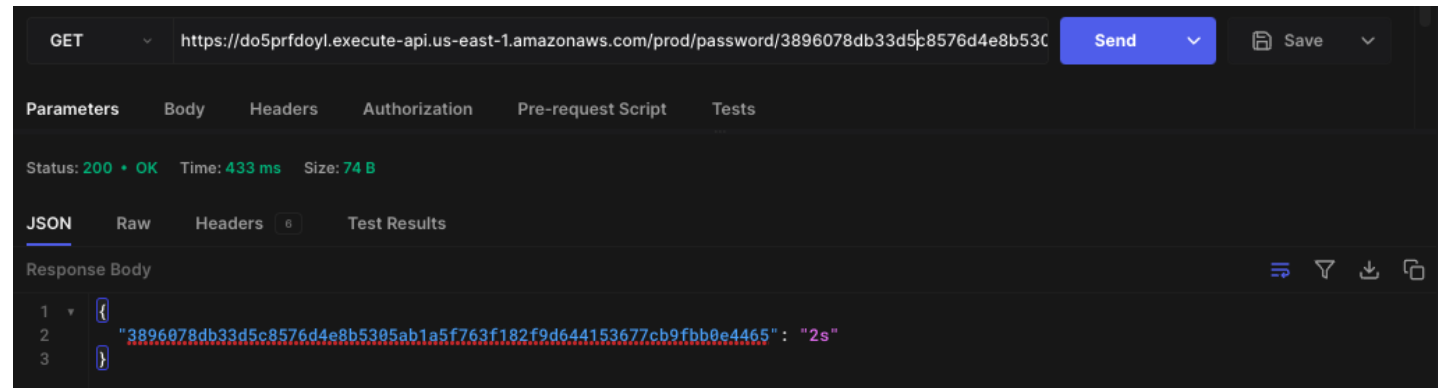 GET https://do5prfdoyl.execute-api.us-east-1.amazonaws.com/prod/password/3896078db33d5c8576d4e8b530 Send Save
Parameters Body Headers Authorization Pre-request Script Tests
Status: 200 • OK Time: 433 ms Size: 74 B
JSON Raw Headers 6 Test Results
Response Body
1 {
2 "3896078db33d5c8576d4e8b5305ab1a5f763f182f9d644153677cb9fbb0e4465": "2s"
3 }